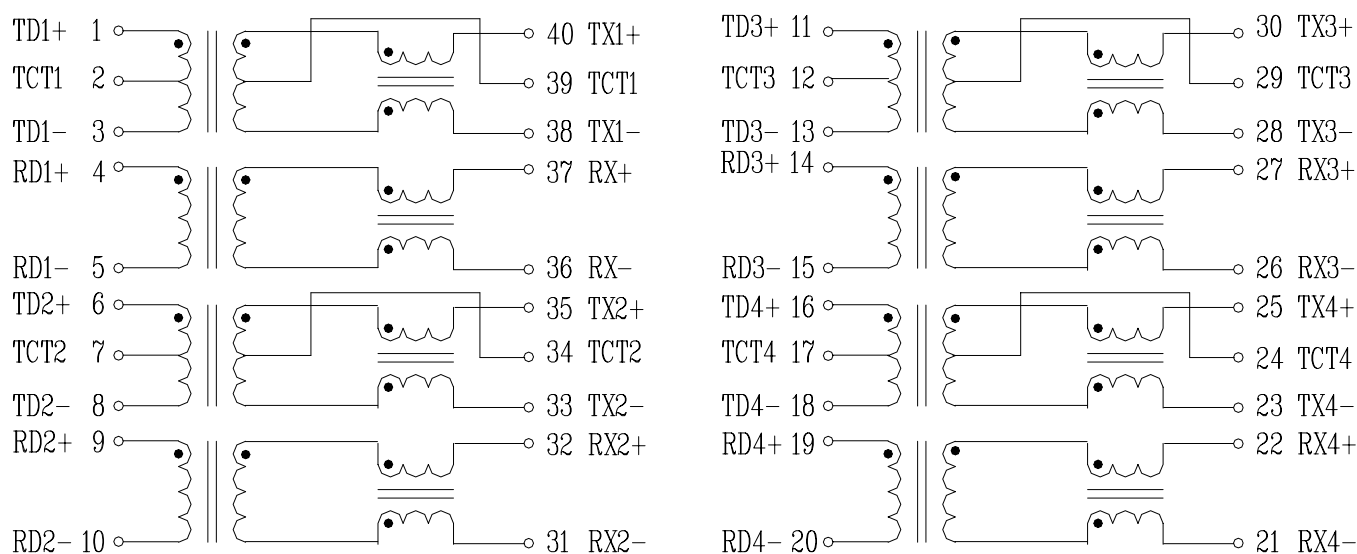 TD1+ 1 40 TX1+
TCT1 2 39 TCT1
TD1- 3 38 TX1-
RD1+ 4 37 RX+
RD1- 5 36 RX-
TD2+ 6 35 TX2+
TCT2 7 34 TCT2
TD2- 8 33 TX2-
RD2+ 9 32 RX2+
RD2- 10 31 RX2-
TD3+ 11 30 TX3+
TCT3 12 29 TCT3
TD3- 13 28 TX3-
RD3+ 14 27 RX3+
RD3- 15 26 RX3-
TD4+ 16 25 TX4+
TCT4 17 24 TCT4
TD4- 18 23 TX4-
RD4+ 19 22 RX4+
RD4- 20 21 RX4-